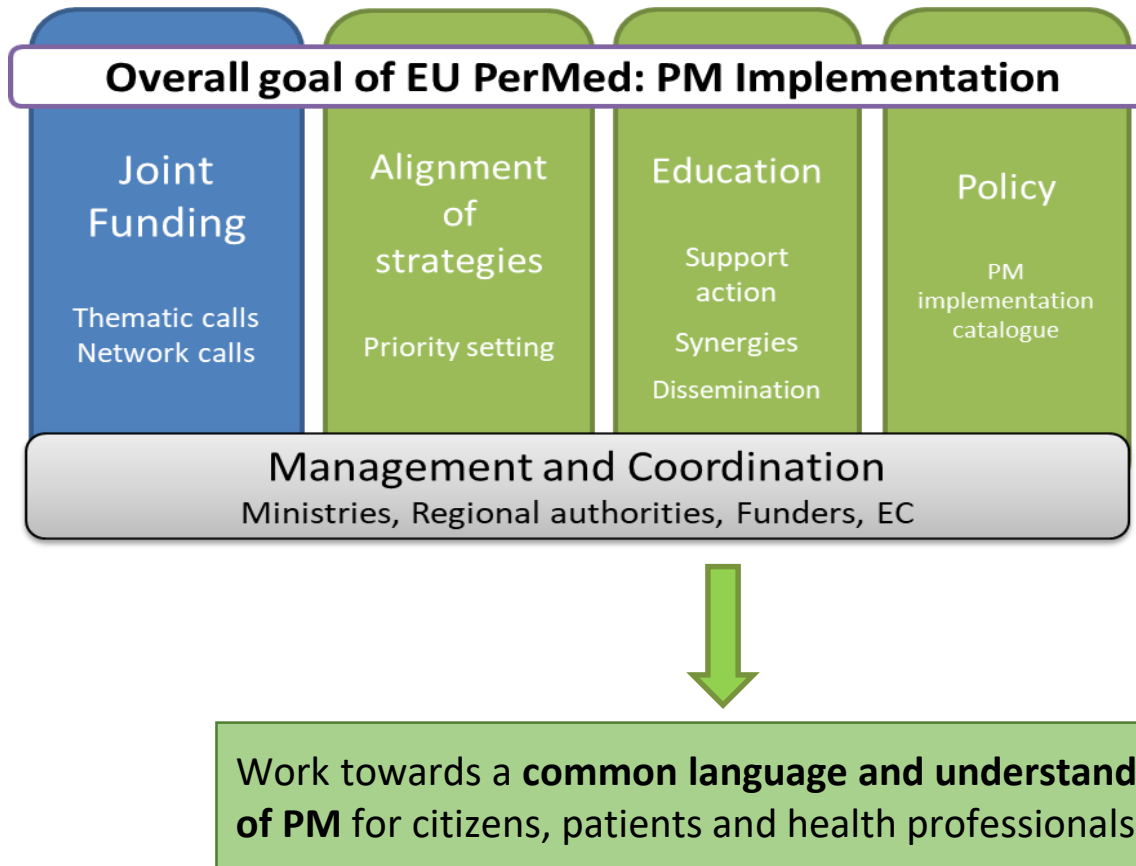 Overall goal of EU PerMed: PM Implementation
Joint
Funding
Thematic calls
Network calls
Alignment
of
strategies
Priority setting
Education
Support
action
Synergies
Dissemination
Policy
PM
implementation
catalogue
Management and Coordination
Ministries, Regional authorities, Funders, EC
Work towards a common language and understand
of PM for citizens, patients and health professionals